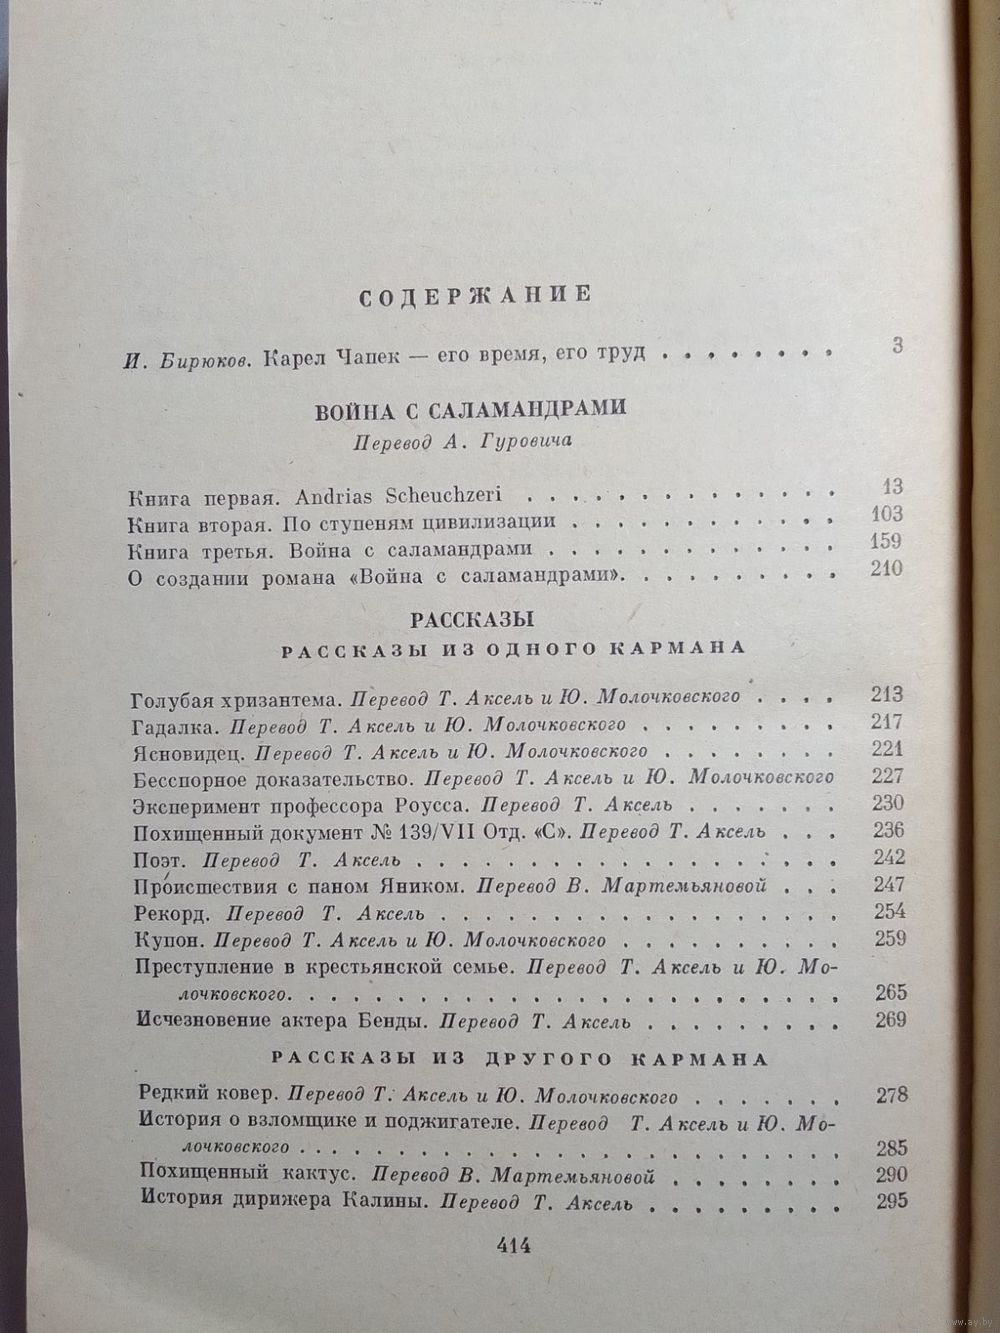 СОДЕРЖАНИЕ
И. Бирюков. Карел Чапек — его время, его труд . . . . . . . . 3
ВОЙНА С САЛАМАНДРАМИ
Перевод А. Гуровича
Книга первая. Andrias Scheuchzeri . . . . . . . . . . . . . . 13
Книга вторая. По ступеням цивилизации . . . . . . . . . . . . 103
Книга третья. Война с саламандрами . . . . . . . . . . . . . 159
О создании романа «Война с саламандрами». . . . . . . . . . 210
РАССКАЗЫ
РАССКАЗЫ ИЗ ОДНОГО КАРМАНА
Голубая хризантема. Перевод Т. Аксель и Ю. Молочковского . . . . 213
Гадалка. Перевод Т. Аксель и Ю. Молочковского . . . . . . . . . 217
Ясновидец. Перевод Т. Аксель и Ю. Молочковского . . . . . . . . 221
Бесспорное доказательство. Перевод Т. Аксель и Ю. Молочковского 227
Эксперимент профессора Роусса. Перевод Т. Аксель . . . . . . . 230
Похищенный документ № 139/VII Отд. «С». Перевод Т. Аксель . . . 236
Поэт. Перевод Т. Аксель . . . . . . . . . . . . . . . . . . 242
Происшествия с паном Яником. Перевод В. Мартемьяновой . . . 247
Рекорд. Перевод Т. Аксель . . . . . . . . . . . . . . . . . 254
Купон. Перевод Т. Аксель и Ю. Молочковского . . . . . . . . . 259
Преступление в крестьянской семье. Перевод Т. Аксель и Ю. Мо-
лочковского. . . . . . . . . . . . . . . . . . . . . . . . 265
Исчезновение актера Бенды. Перевод Т. Аксель . . . . . . . . . 269
РАССКАЗЫ ИЗ ДРУГОГО КАРМАНА
Редкий ковер. Перевод Т. Аксель и Ю. Молочковского . . . . . . . 278
История о взломщике и поджигателе. Перевод Т. Аксель и Ю. Мо-
лочковского . . . . . . . . . . . . . . . . . . . . . . . . 285
Похищенный кактус. Перевод В. Мартемьяновой . . . . . . . . 290
История дирижера Калины. Перевод Т. Аксель . . . . . . . . . 295
414
www.ay.by